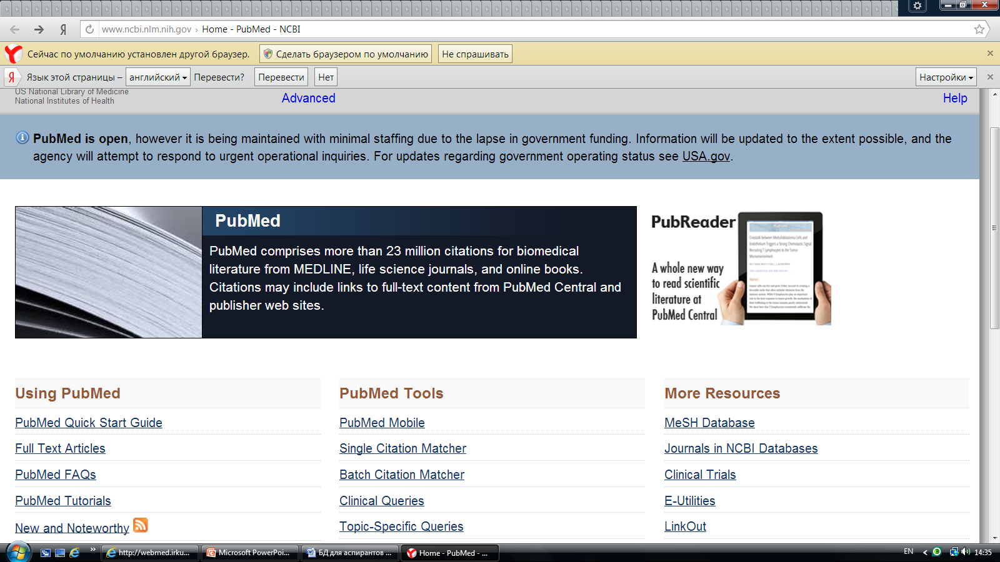 www.ncbi.nlm.nih.gov › Home - PubMed - NCBI
Сейчас по умолчанию установлен другой браузер. Сделать браузером по умолчанию Не спрашивать
Язык этой страницы – английский Перевести? Перевести Нет Настройки
US National Library of Medicine
National Institutes of Health
Advanced Help
PubMed is open, however it is being maintained with minimal staffing due to the lapse in government funding. Information will be updated to the extent possible, and the
agency will attempt to respond to urgent operational inquiries. For updates regarding government operating status see USA.gov.
PubMed
PubMed comprises more than 23 million citations for biomedical
literature from MEDLINE, life science journals, and online books.
Citations may include links to full-text content from PubMed Central and
publisher web sites.
PubReader
A whole new way
to read scientific
literature at
PubMed Central
Using PubMed
PubMed Quick Start Guide
Full Text Articles
PubMed FAQs
PubMed Tutorials
New and Noteworthy
PubMed Tools
PubMed Mobile
Single Citation Matcher
Batch Citation Matcher
Clinical Queries
Topic-Specific Queries
More Resources
MeSH Database
Journals in NCBI Databases
Clinical Trials
E-Utilities
LinkOut
http://webmed.irku... Microsoft PowerPoi... БД для аспирантов ... Home - PubMed - ... EN 14:35